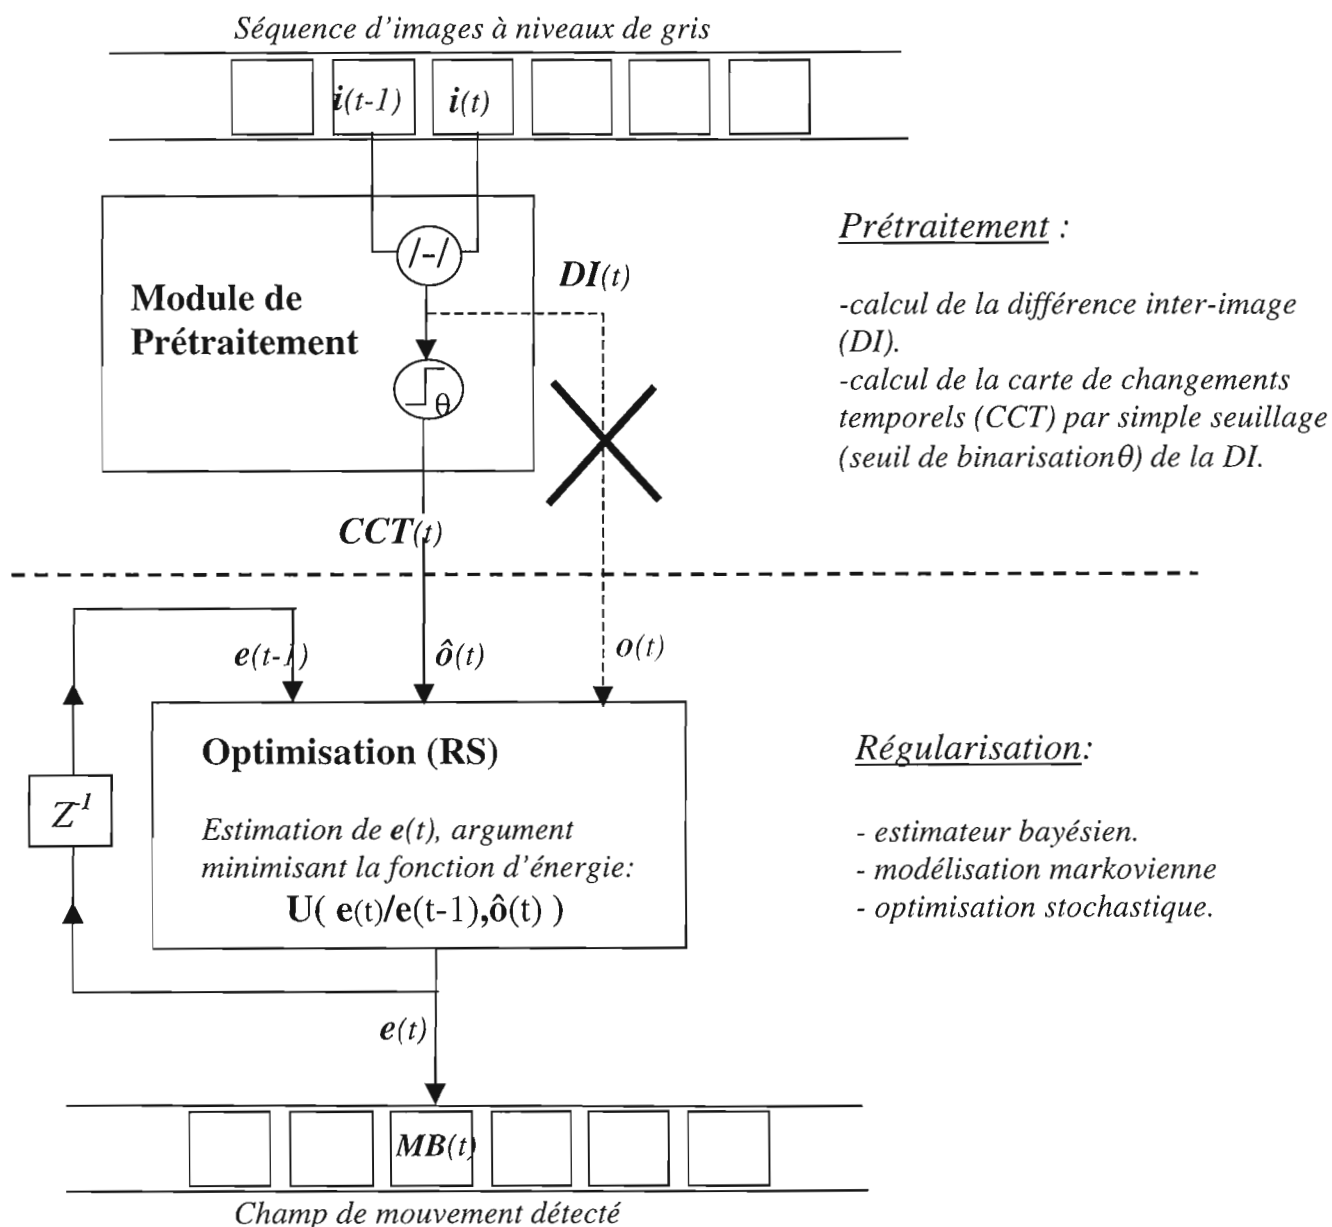 Séquence d'images à niveaux de gris
i(t-1)
i(t)
/-/
Module de
Prétraitement
DI(t)
θ
CCT(t)
Prétraitement :
-calcul de la différence inter-image
(DI).
-calcul de la carte de changements
temporels (CCT) par simple seuillage
(seuil de binarisationθ) de la DI.
e(t-1)
ô(t)
o(t)
Optimisation (RS)
Estimation de e(t), argument
minimisant la fonction d'énergie:
U( e(t)/e(t-1),ô(t) )
Z-1
Régularisation:
- estimateur bayésien.
- modélisation markovienne
- optimisation stochastique.
e(t)
MB(t)
Champ de mouvement détecté